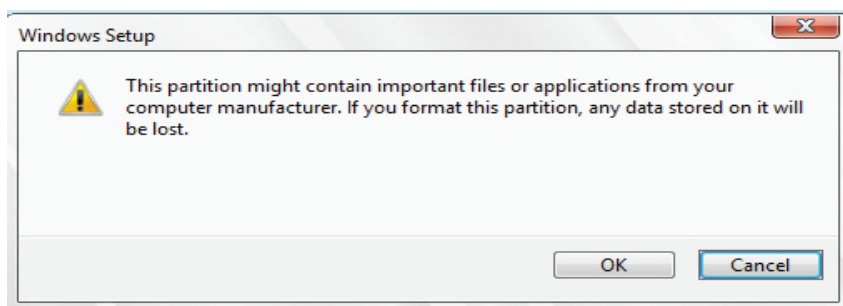 Windows Setup
This partition might contain important files or applications from your
computer manufacturer. If you format this partition, any data stored on it will
be lost.
OK Cancel